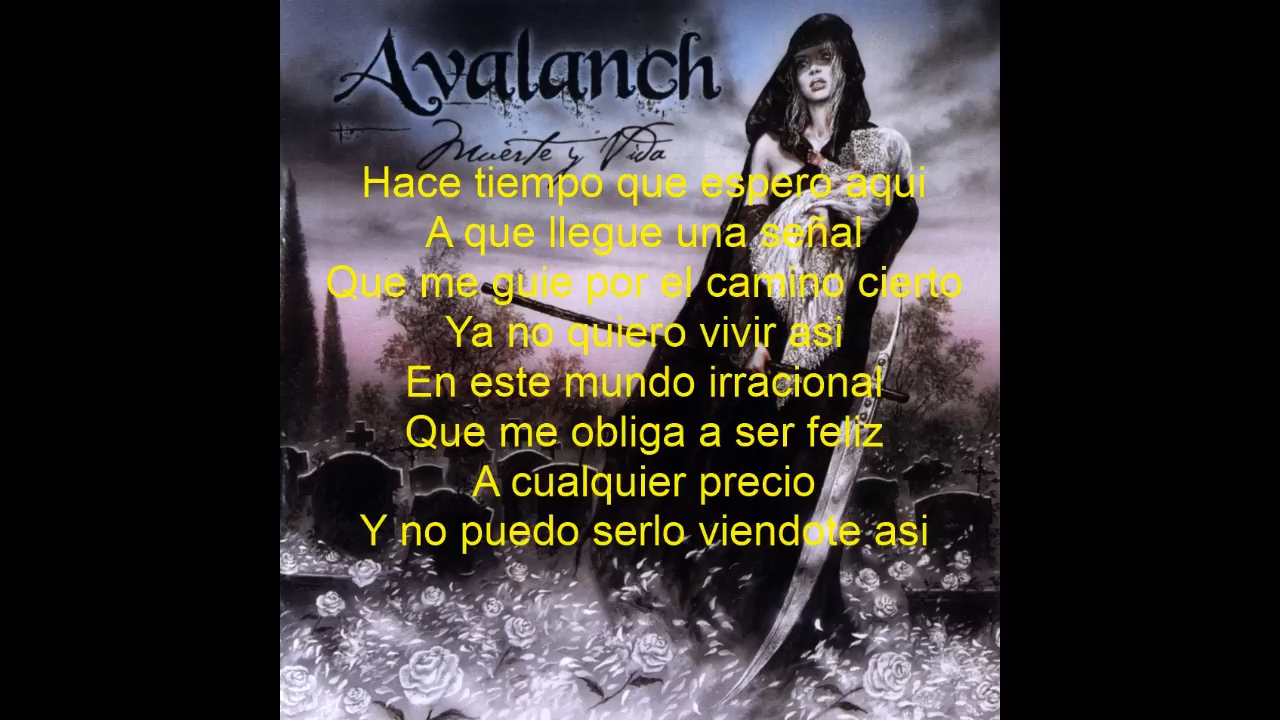 Avalanch
Muerte y Vida
Hace tiempo que espero aqui
A que llegue una señal
Que me guie por el camino cierto
Ya no quiero vivir asi
En este mundo irracional
Que me obliga a ser feliz
A cualquier precio
Y no puedo serlo viendote asi